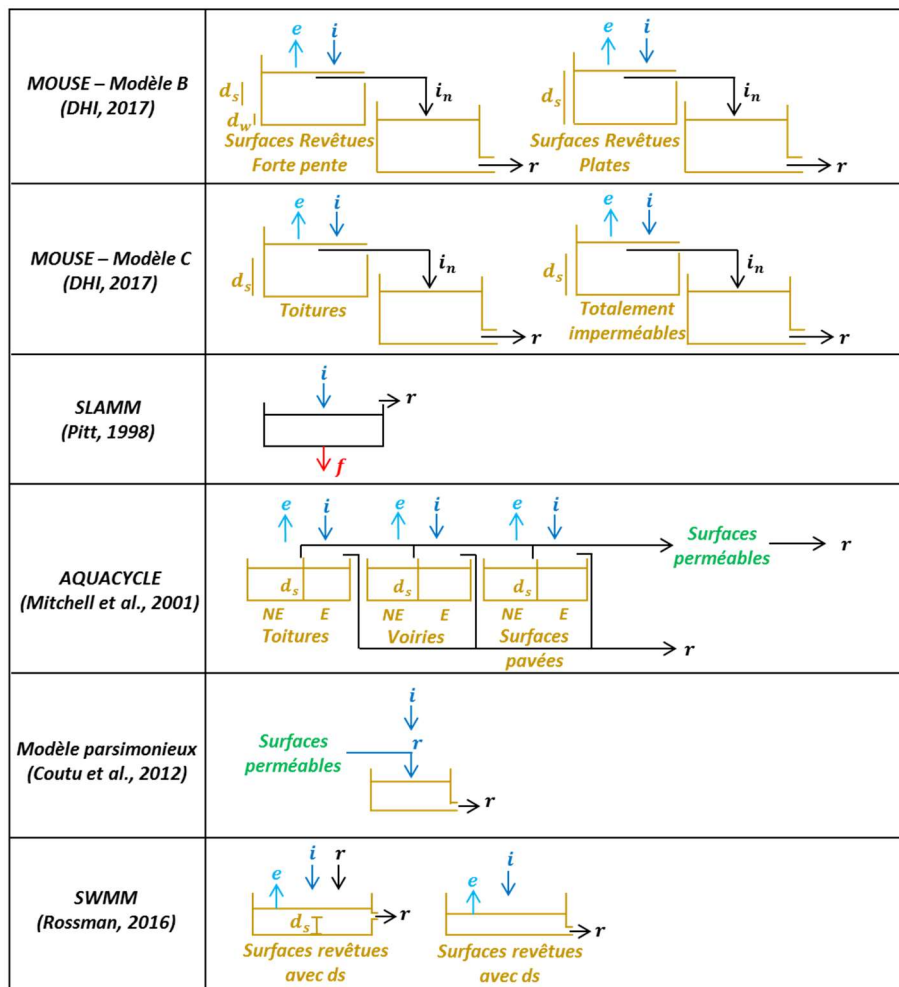 MOUSE – Modèle B
(DHI, 2017)
e i
d_s
d_w
i_n
Surfaces Revêtues
Forte pente
r
e i
d_s
i_n
Surfaces Revêtues
Plates
r
MOUSE – Modèle C
(DHI, 2017)
e i
d_s
i_n
Toitures
r
e i
d_s
i_n
Totalement
imperméables
r
SLAMM
(Pitt, 1998)
i
r
f
AQUACYCLE
(Mitchell et al., 2001)
e i e i e i
Surfaces
perméables
r
d_s d_s d_s
NE E NE E NE E
Toitures Voiries Surfaces
pavées
r
Modèle parsimonieux
(Coutu et al., 2012)
i
Surfaces
perméables
r
r
SWMM
(Rossman, 2016)
e i r
d_s
r
Surfaces revêtues
avec ds
e i
r
Surfaces revêtues
avec ds